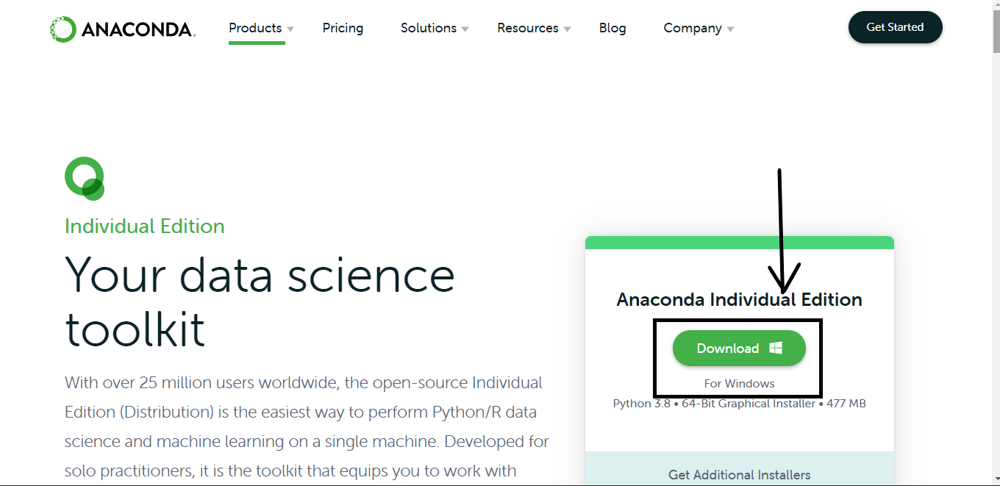 ANACONDA.
Products
Pricing
Solutions
Resources
Blog
Company
Get Started
Individual Edition
Your data science
toolkit
With over 25 million users worldwide, the open-source Individual
Edition (Distribution) is the easiest way to perform Python/R data
science and machine learning on a single machine. Developed for
solo practitioners, it is the toolkit that equips you to work with
Anaconda Individual Edition
Download
For Windows
Python 3.8 • 64-Bit Graphical Installer • 477 MB
Get Additional Installers